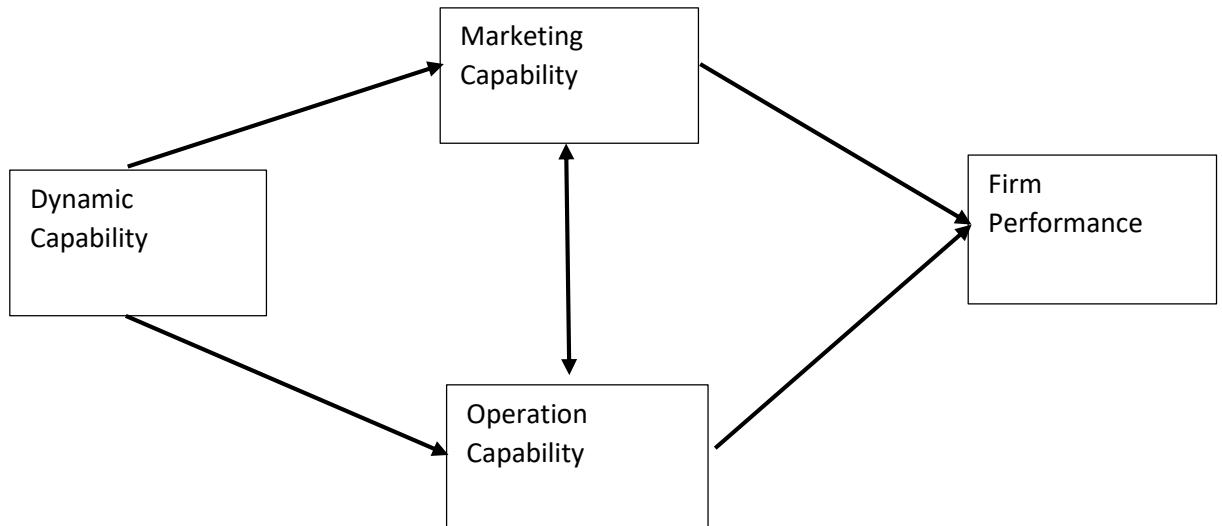 Marketing
Capability
Dynamic
Capability
Firm
Performance
Operation
Capability